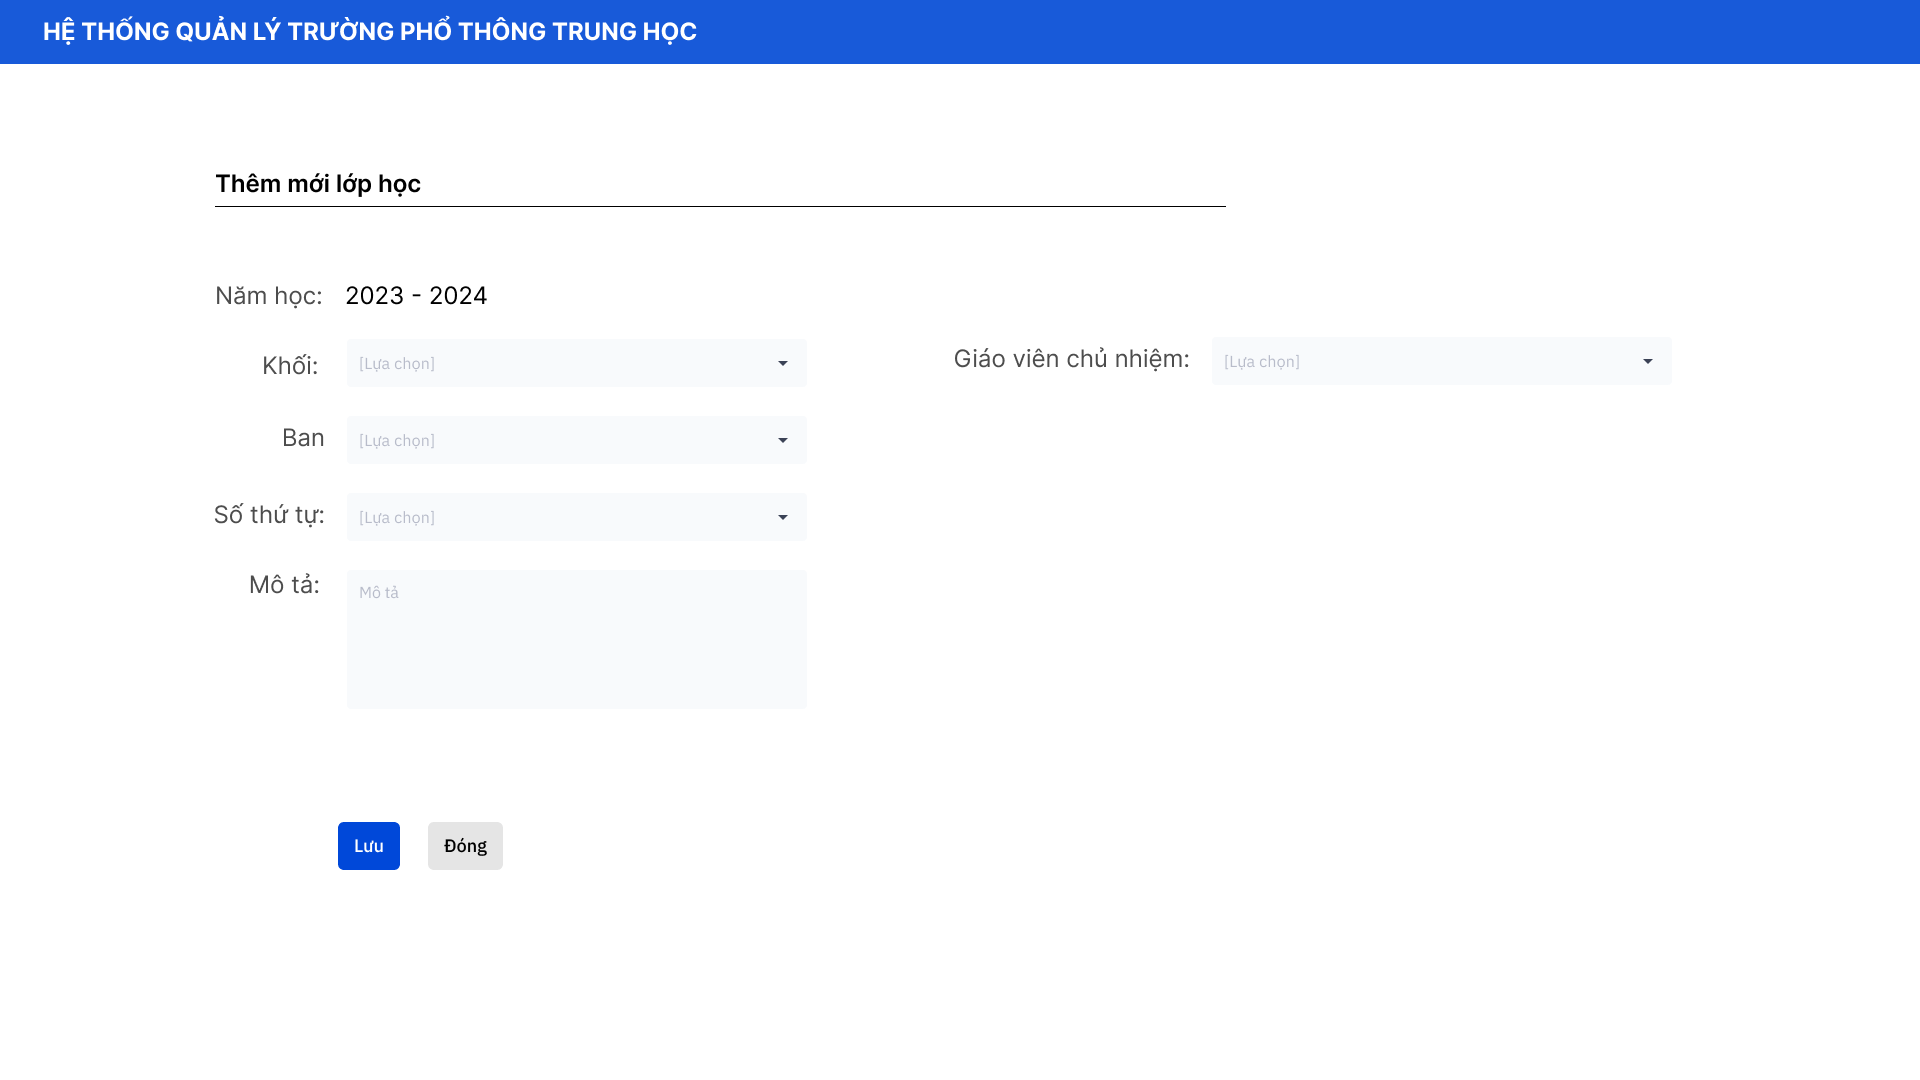 HỆ THỐNG QUẢN LÝ TRƯỜNG PHỔ THÔNG TRUNG HỌC
Thêm mới lớp học
Năm học: 2023 - 2024
Khối: [Lựa chọn]
Giáo viên chủ nhiệm: [Lựa chọn]
Ban [Lựa chọn]
Số thứ tự: [Lựa chọn]
Mô tả: Mô tả
Lưu Đóng